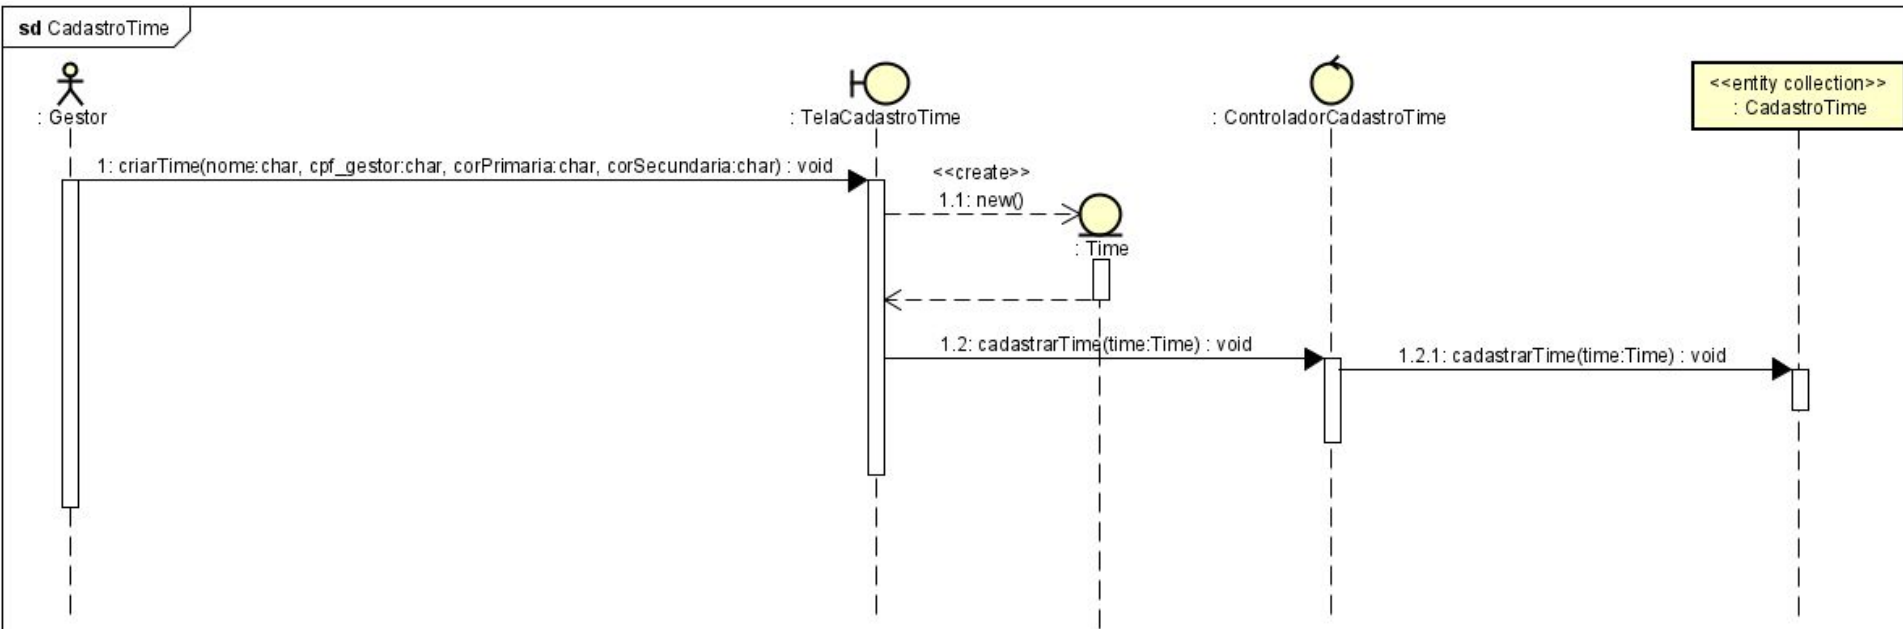 sd CadastroTime
: Gestor
: TelaCadastroTime
: ControladorCadastroTime
<<entity collection>>
: CadastroTime
1: criarTime(nome:char, cpf_gestor:char, corPrimaria:char, corSecundaria:char) : void
<<create>>
1.1: new()
: Time
1.2: cadastrarTime(time:Time) : void
1.2.1: cadastrarTime(time:Time) : void